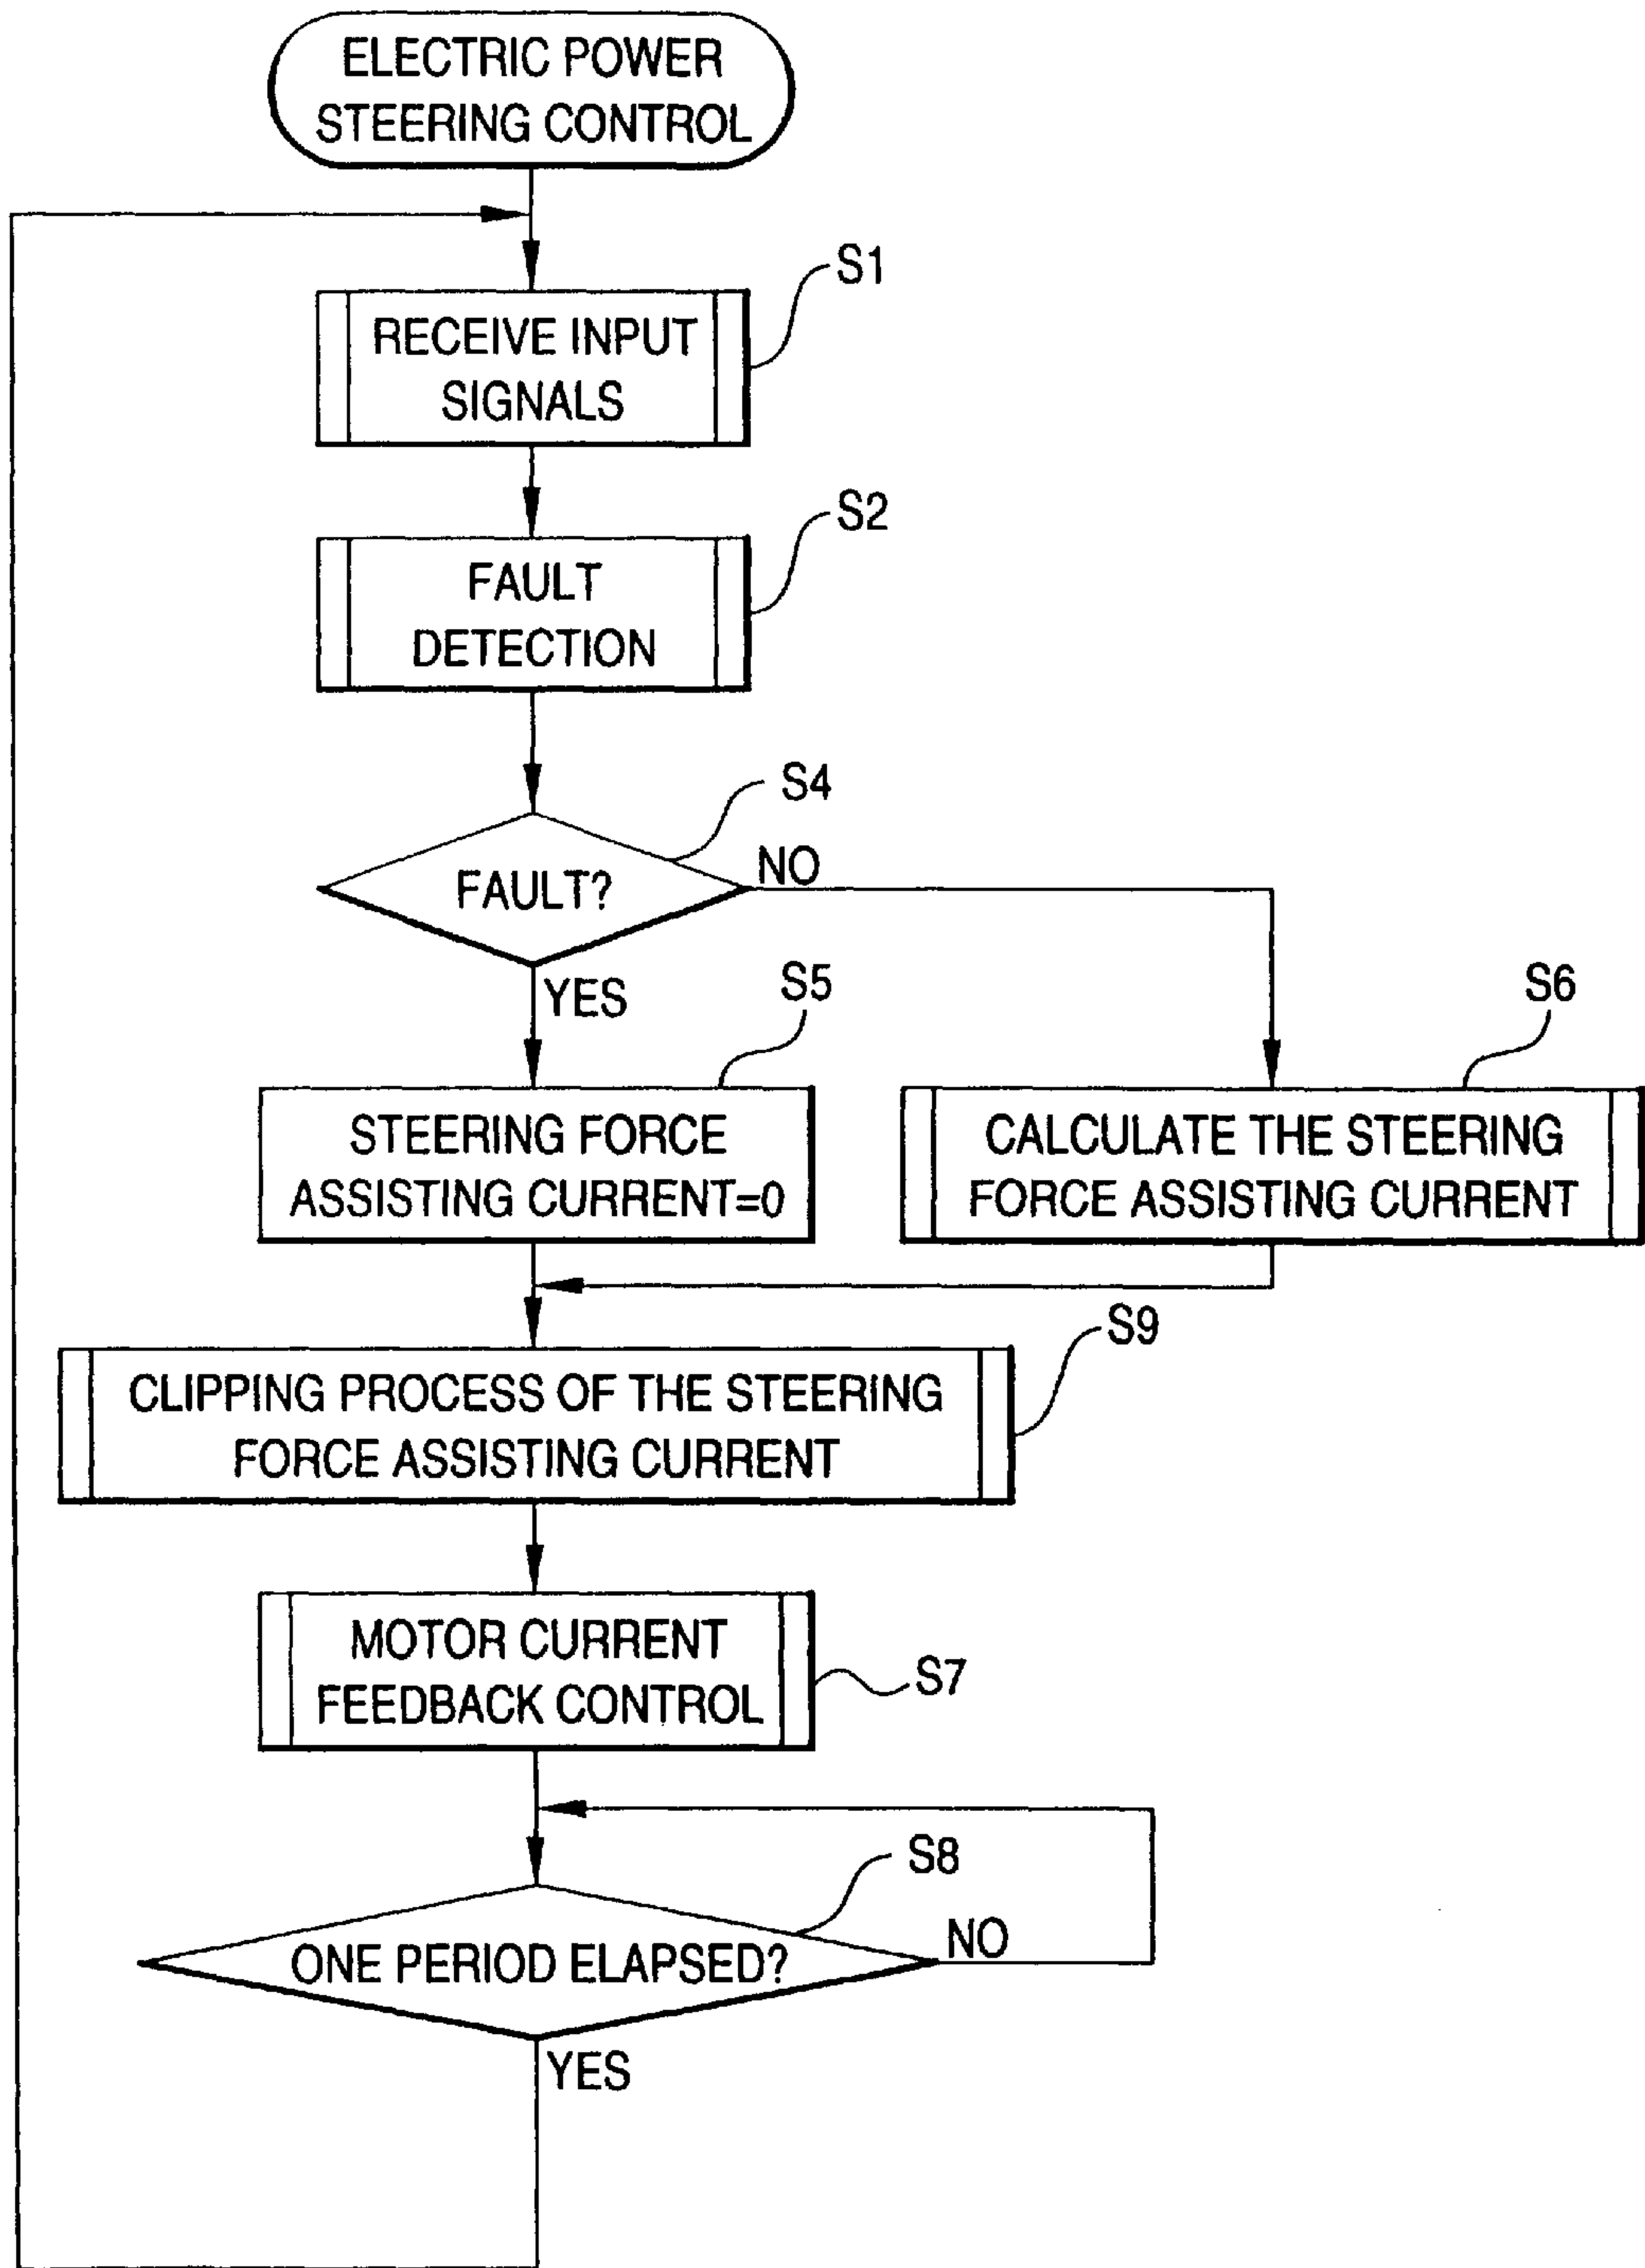 ELECTRIC POWER
STEERING CONTROL
S1
RECEIVE INPUT
SIGNALS
S2
FAULT
DETECTION
S4
FAULT?
NO
YES
S5
S6
STEERING FORCE
ASSISTING CURRENT=0
CALCULATE THE STEERING
FORCE ASSISTING CURRENT
S9
CLIPPING PROCESS OF THE STEERING
FORCE ASSISTING CURRENT
MOTOR CURRENT
FEEDBACK CONTROL
S7
S8
ONE PERIOD ELAPSED?
NO
YES